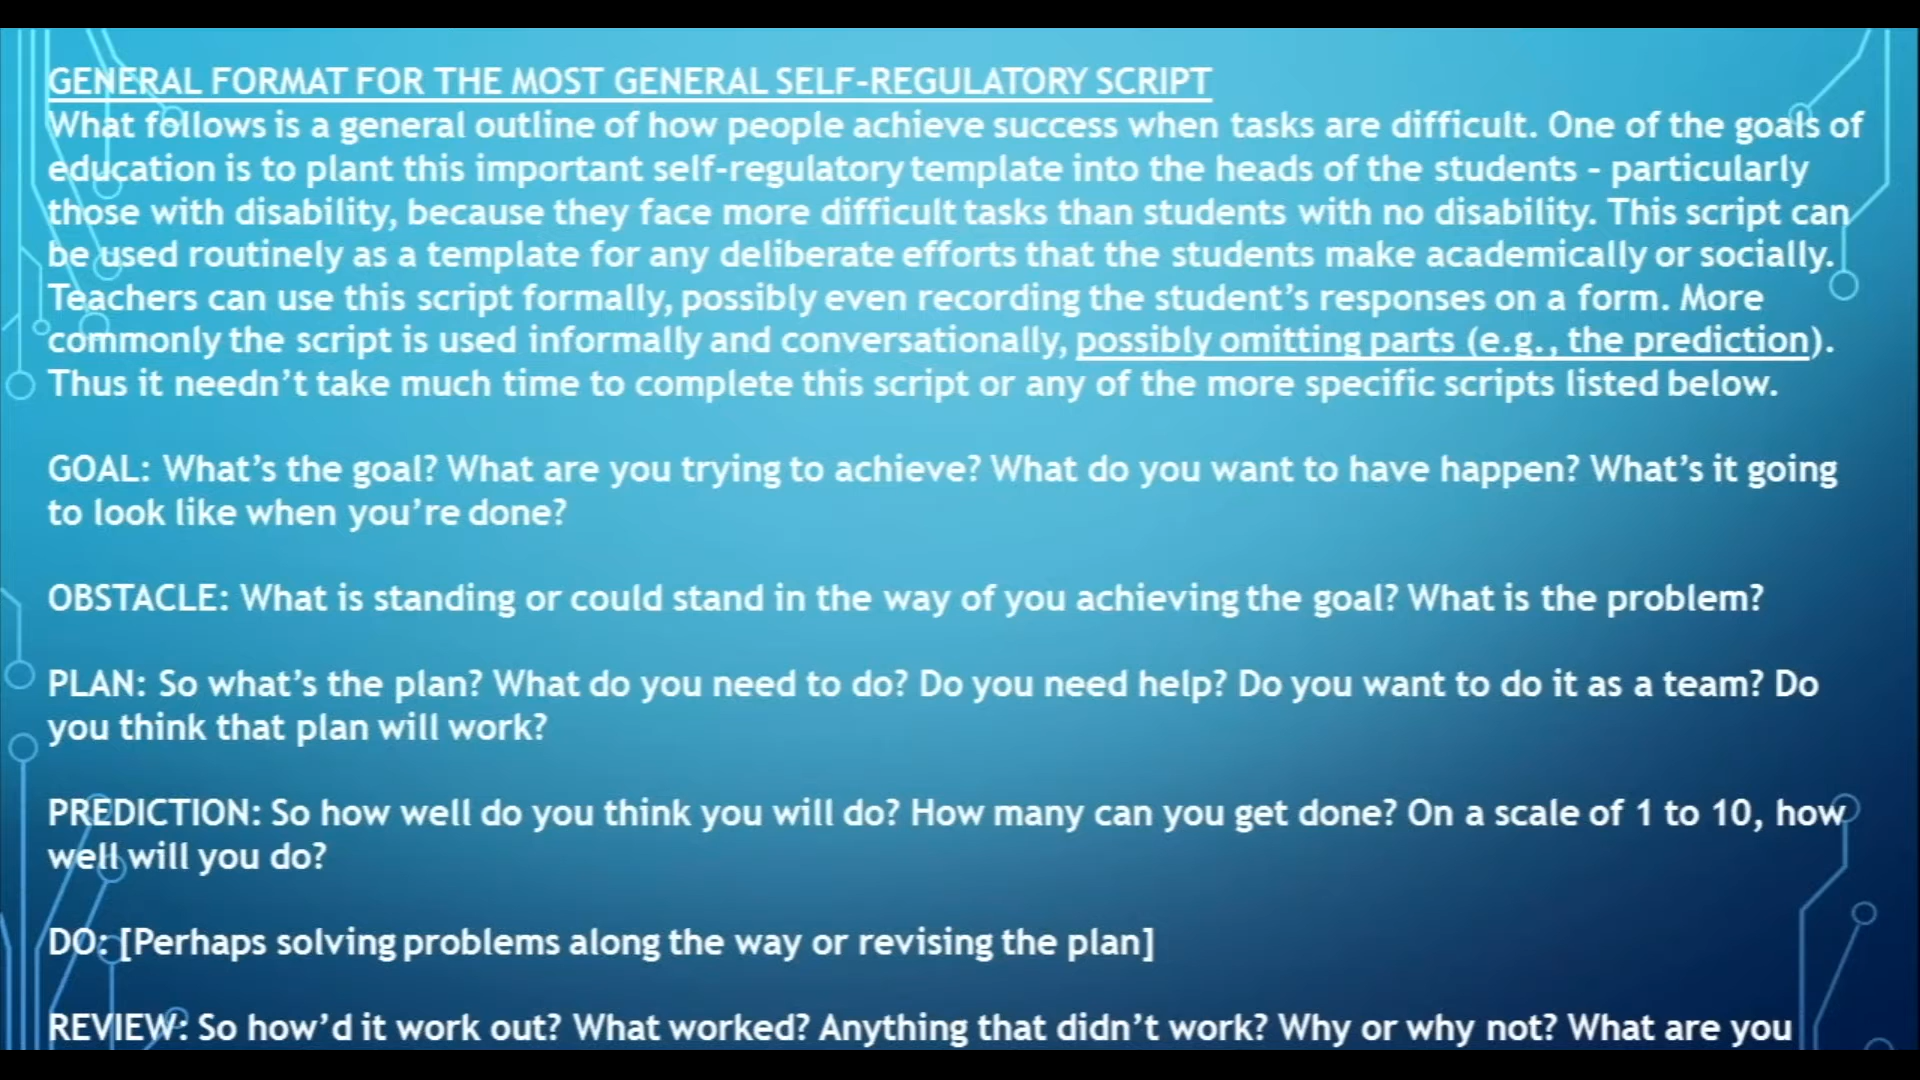 GENERAL FORMAT FOR THE MOST GENERAL SELF-REGULATORY SCRIPT
What follows is a general outline of how people achieve success when tasks are difficult. One of the goals of
education is to plant this important self-regulatory template into the heads of the students – particularly
those with disability, because they face more difficult tasks than students with no disability. This script can
be used routinely as a template for any deliberate efforts that the students make academically or socially.
Teachers can use this script formally, possibly even recording the student’s responses on a form. More
commonly the script is used informally and conversationally, possibly omitting parts (e.g., the prediction).
Thus it needn’t take much time to complete this script or any of the more specific scripts listed below.
GOAL: What’s the goal? What are you trying to achieve? What do you want to have happen? What’s it going
to look like when you’re done?
OBSTACLE: What is standing or could stand in the way of you achieving the goal? What is the problem?
PLAN: So what’s the plan? What do you need to do? Do you need help? Do you want to do it as a team? Do
you think that plan will work?
PREDICTION: So how well do you think you will do? How many can you get done? On a scale of 1 to 10, how
well will you do?
DO: [Perhaps solving problems along the way or revising the plan]
REVIEW: So how’d it work out? What worked? Anything that didn’t work? Why or why not? What are you